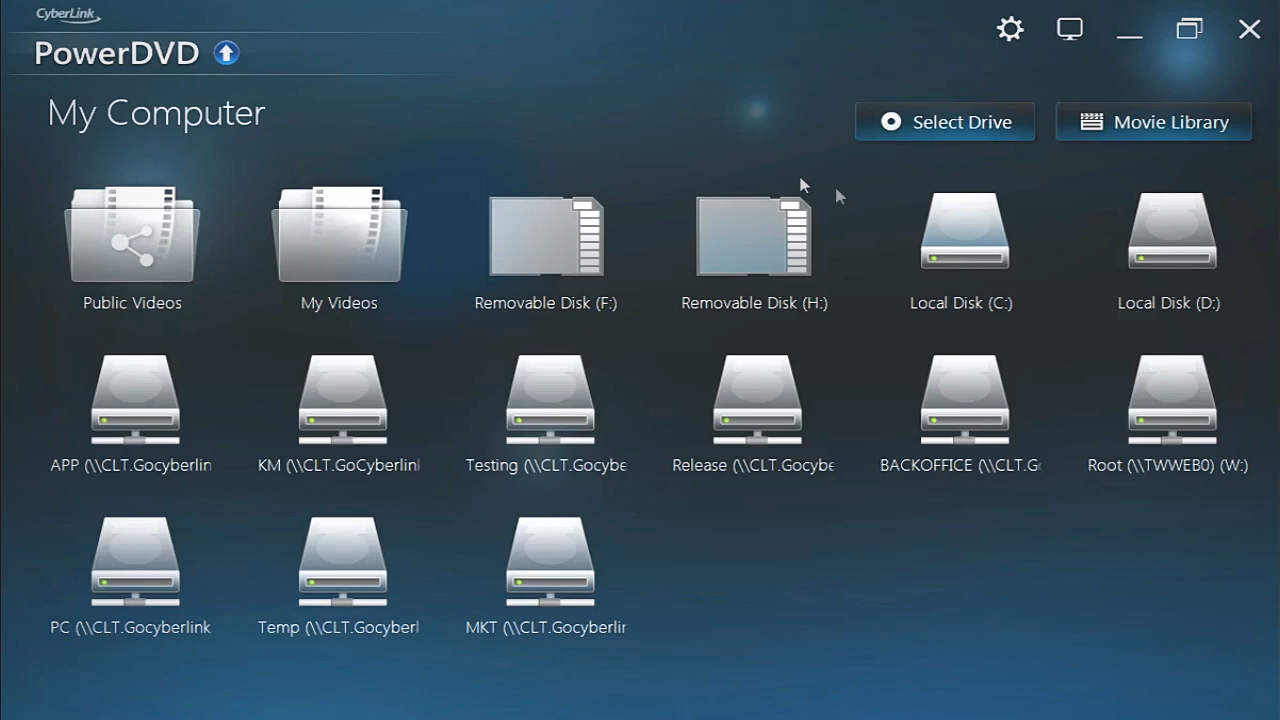 CyberLink
PowerDVD
My Computer
Select Drive
Movie Library
Public Videos
My Videos
Removable Disk (F:)
Removable Disk (H:)
Local Disk (C:)
Local Disk (D:)
APP (\\CLT.Gocyberlin
KM (\\CLT.GoCyberlin
Testing (\\CLT.Gocybe
Release (\\CLT.Gocybe
BACKOFFICE (\\CLT.G
Root (\\TWWEB0) (W:)
PC (\\CLT.Gocyberlink
Temp (\\CLT.Gocyberl
MKT (\\CLT.Gocyberlin